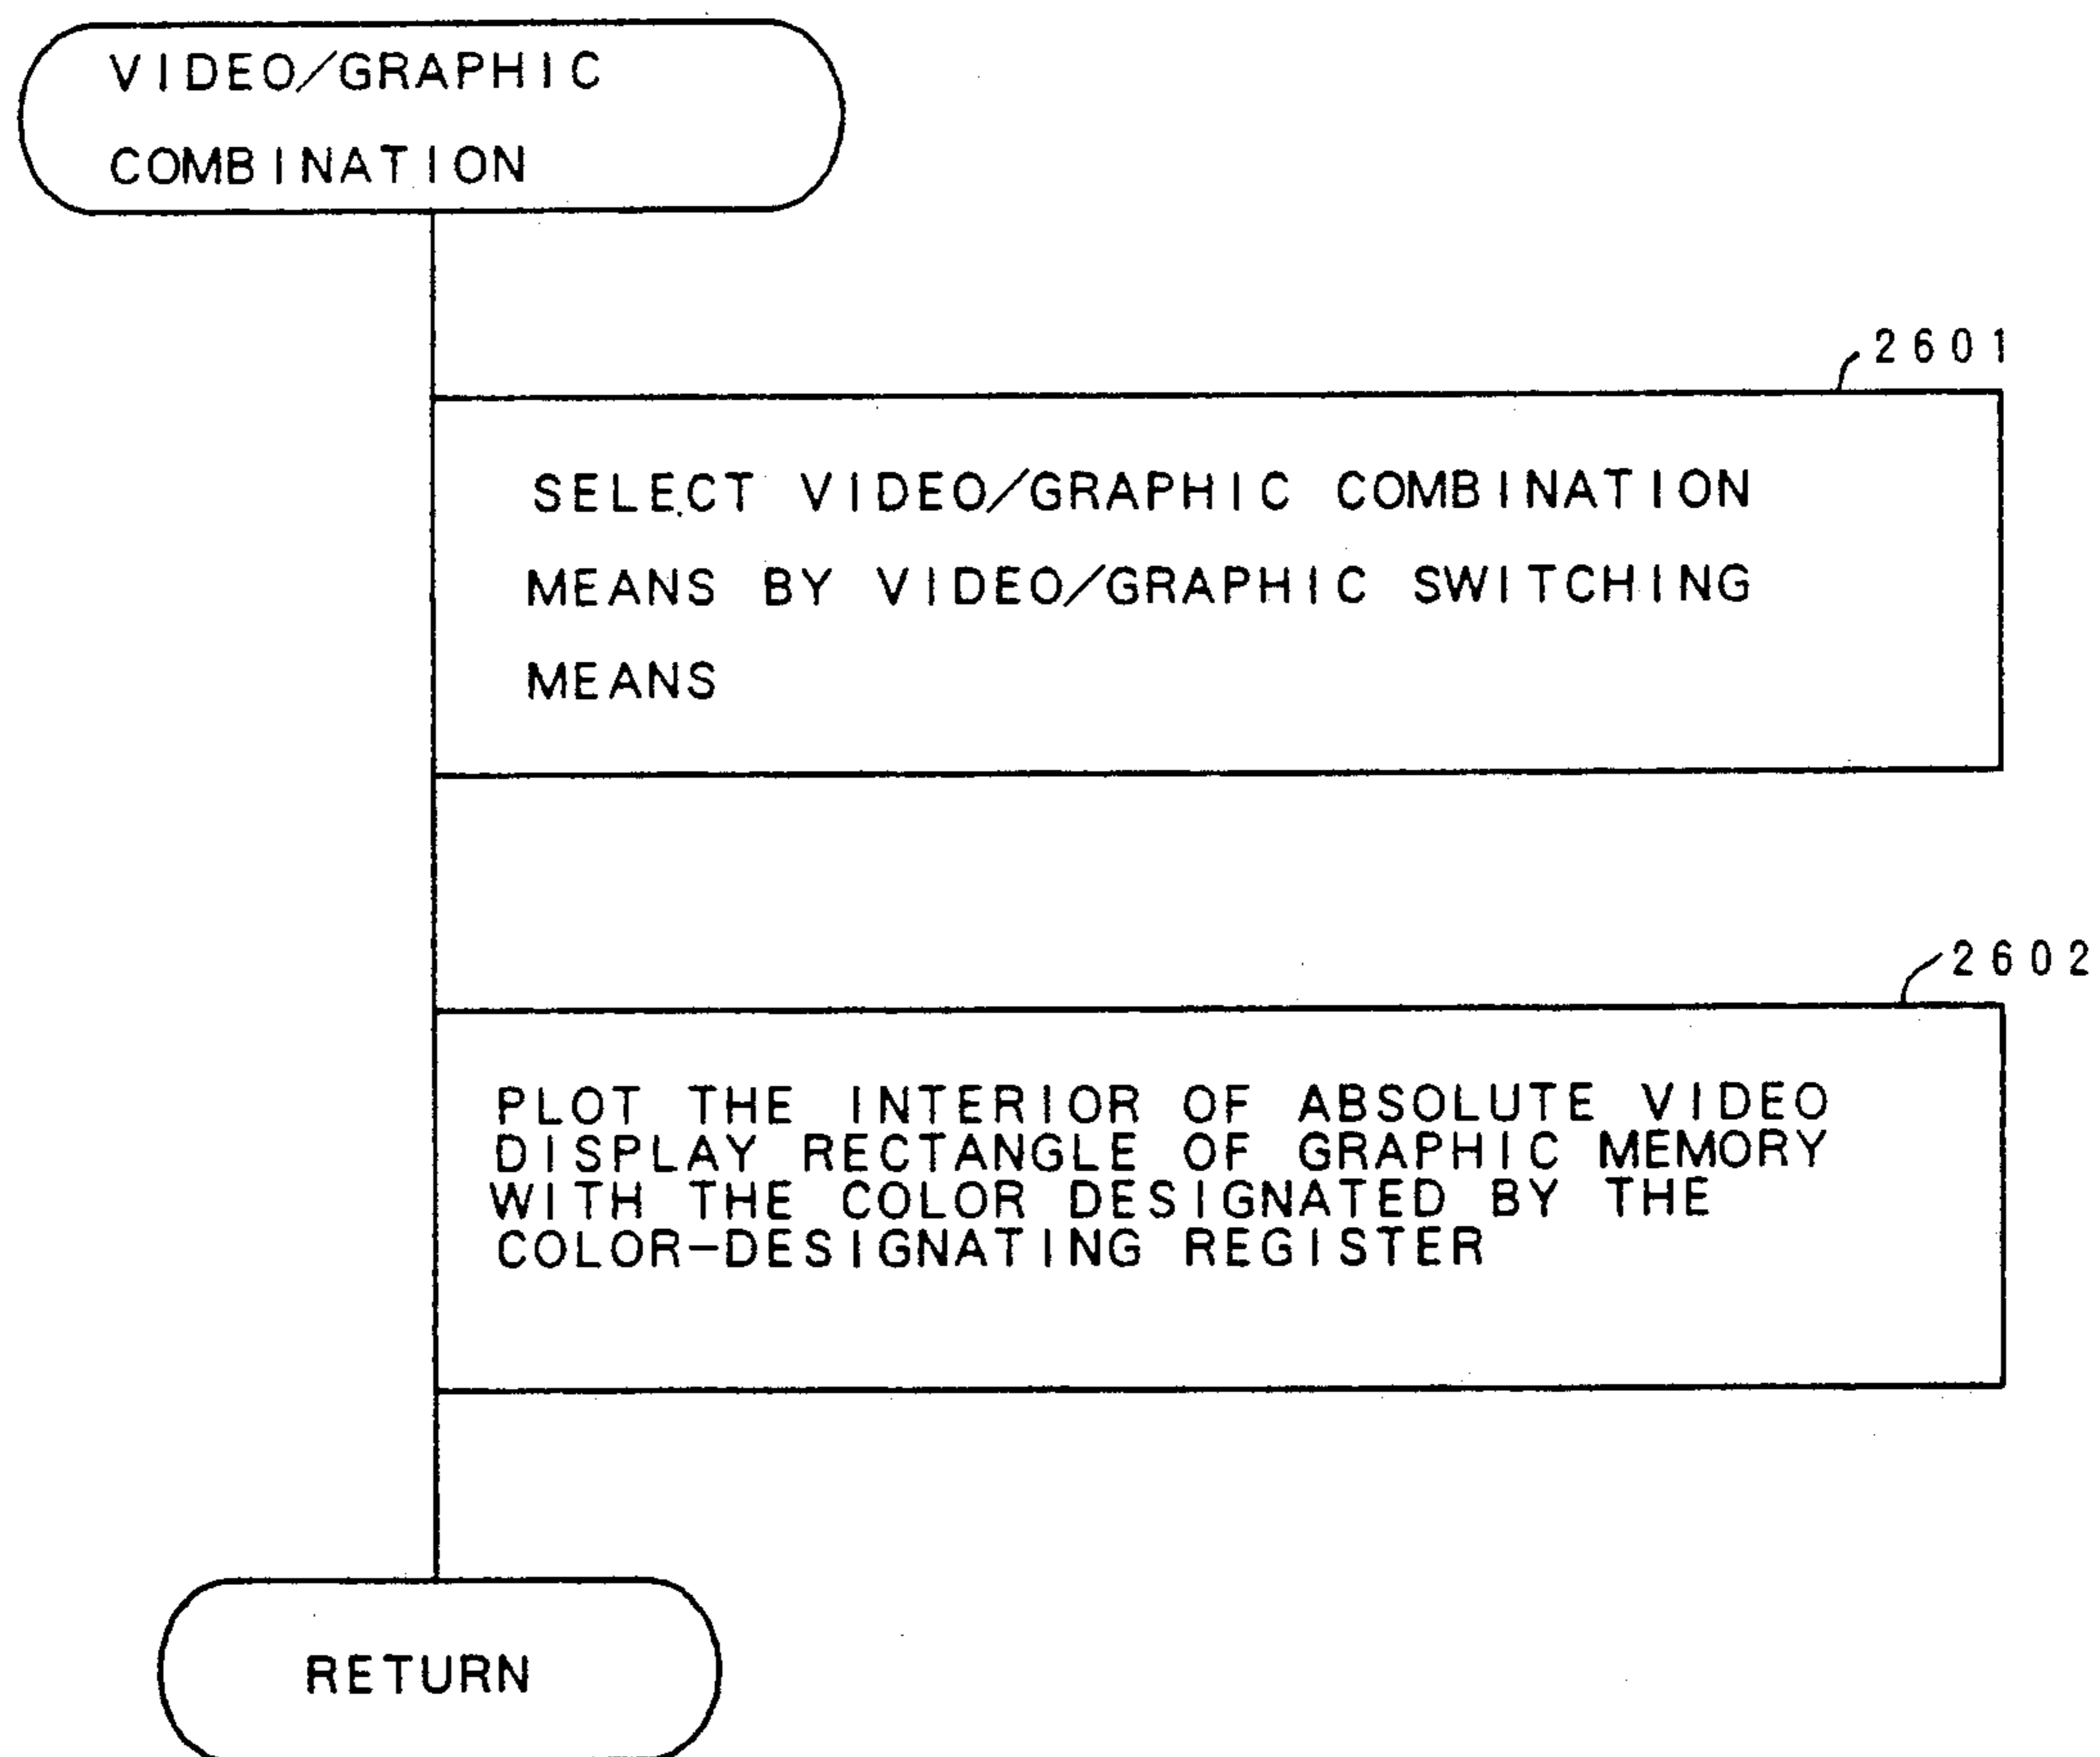 VIDEO/GRAPHIC
COMBINATION
2601
SELECT VIDEO/GRAPHIC COMBINATION
MEANS BY VIDEO/GRAPHIC SWITCHING
MEANS
2602
PLOT THE INTERIOR OF ABSOLUTE VIDEO
DISPLAY RECTANGLE OF GRAPHIC MEMORY
WITH THE COLOR DESIGNATED BY THE
COLOR-DESIGNATING REGISTER
RETURN